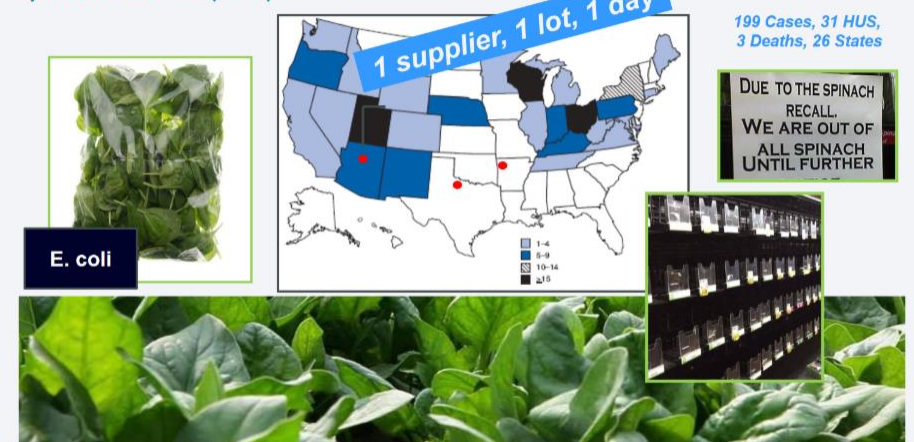 1 supplier, 1 lot, 1 day
199 Cases, 31 HUS,
3 Deaths, 26 States
DUE TO THE SPINACH
RECALL.
WE ARE OUT OF
ALL SPINACH
UNTIL FURTHER
E. coli
1–4
5–9
10–14
≥15